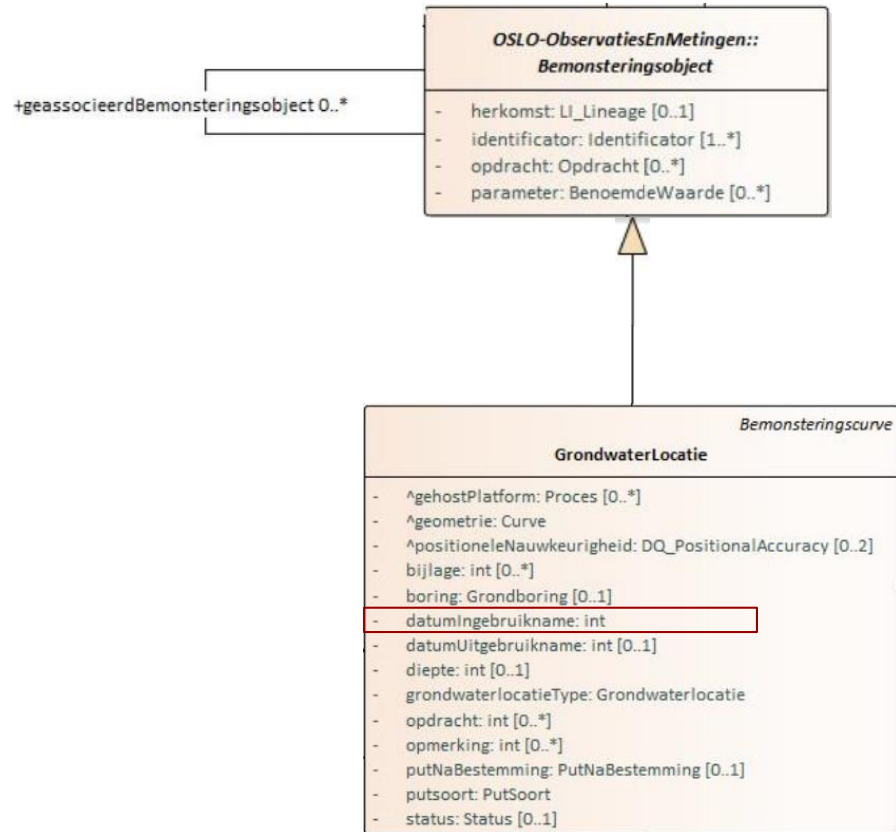 OSLO-ObservatiesEnMetingen::
Bemonsteringsobject
+geassocieerdBemonsteringsobject 0..*
- herkomst: LI_Lineage [0..1]
- identificator: Identificator [1..*]
- opdracht: Opdracht [0..*]
- parameter: BenoemdeWaarde [0..*]
Bemonsteringscurve
GrondwaterLocatie
- ^gehostPlatform: Proces [0..*]
- ^geometrie: Curve
- ^positioneleNauwkeurigheid: DQ_PositionalAccuracy [0..2]
- bijlage: int [0..*]
- boring: Grondboring [0..1]
- datumIngebruikname: int
- datumUitgebruikname: int [0..1]
- diepte: int [0..1]
- grondwaterlocatieType: Grondwaterlocatie
- opdracht: int [0..*]
- opmerking: int [0..*]
- putNaBestemming: PutNaBestemming [0..1]
- putsoort: PutSoort
- status: Status [0..1]